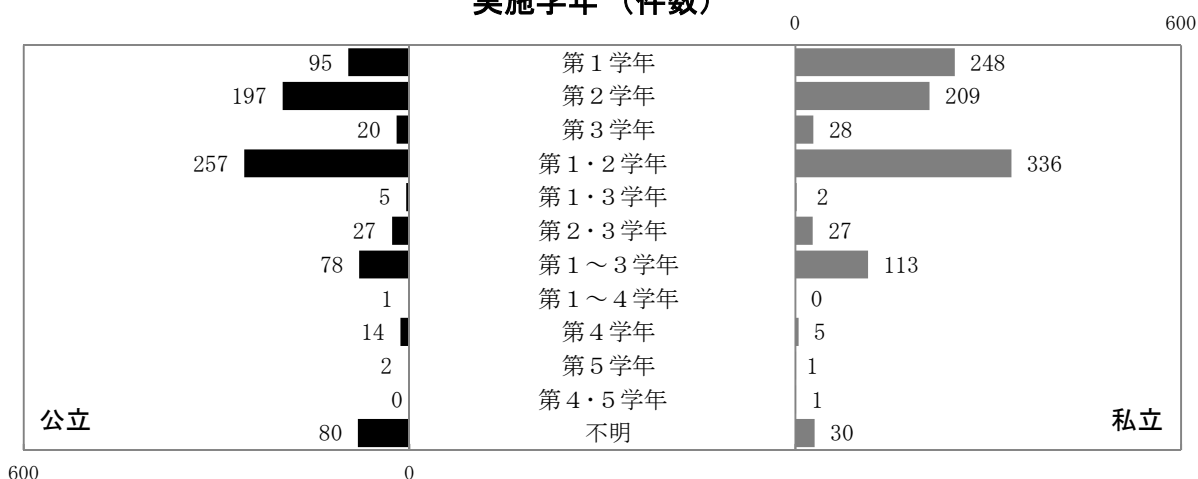 実施学年（件数）
0 600
95 第１学年 248
197 第２学年 209
20 第３学年 28
257 第１・２学年 336
5 第１・３学年 2
27 第２・３学年 27
78 第１～３学年 113
1 第１～４学年 0
14 第４学年 5
2 第５学年 1
0 第４・５学年 1
公立 私立
80 不明 30
600 0